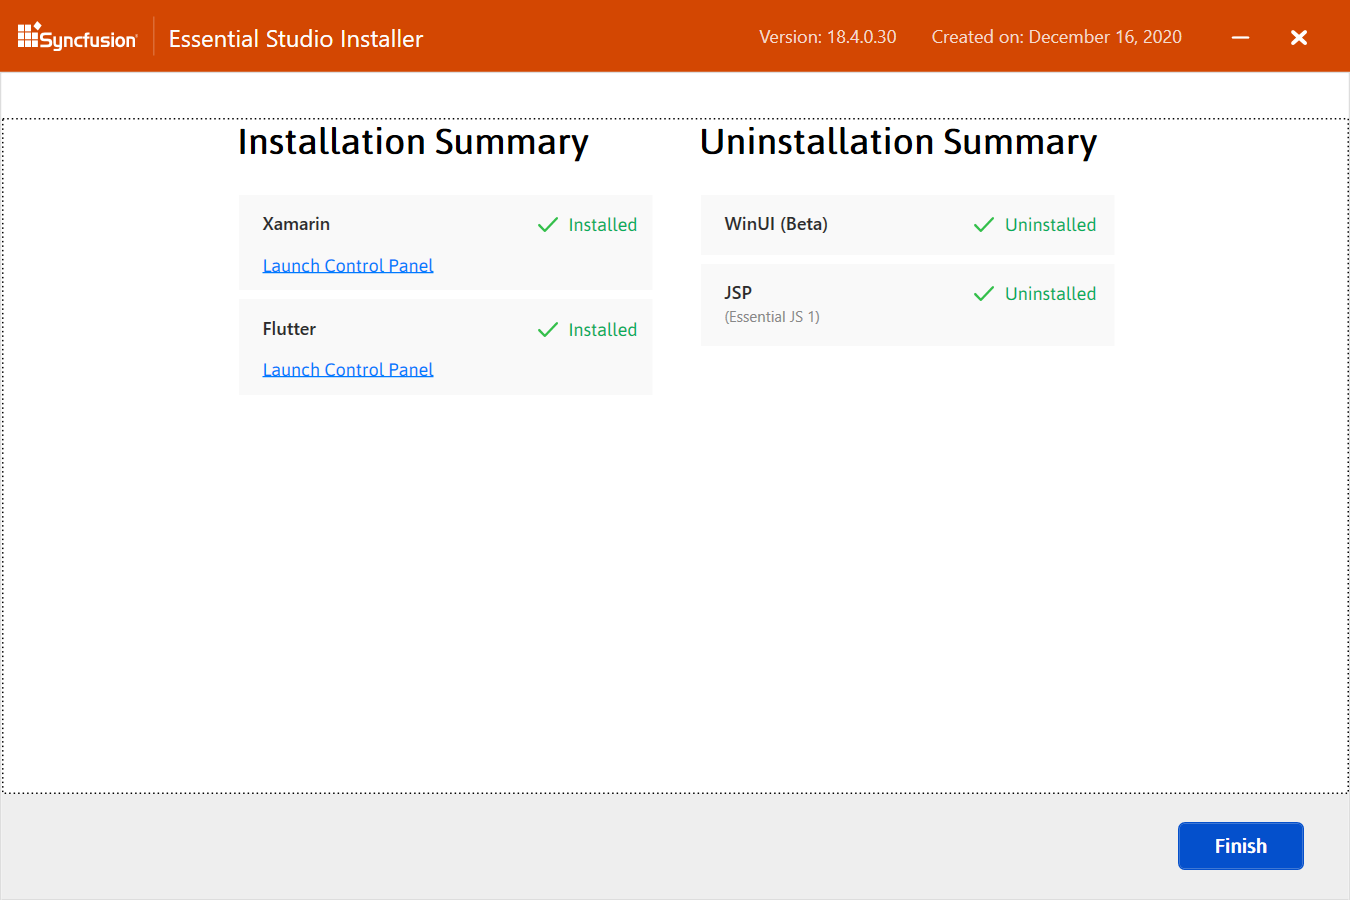 Syncfusion
Essential Studio Installer
Version: 18.4.0.30
Created on: December 16, 2020
Installation Summary
Xamarin
Installed
Launch Control Panel
Flutter
Installed
Launch Control Panel
Uninstallation Summary
WinUI (Beta)
Uninstalled
JSP
Uninstalled
(Essential JS 1)
Finish